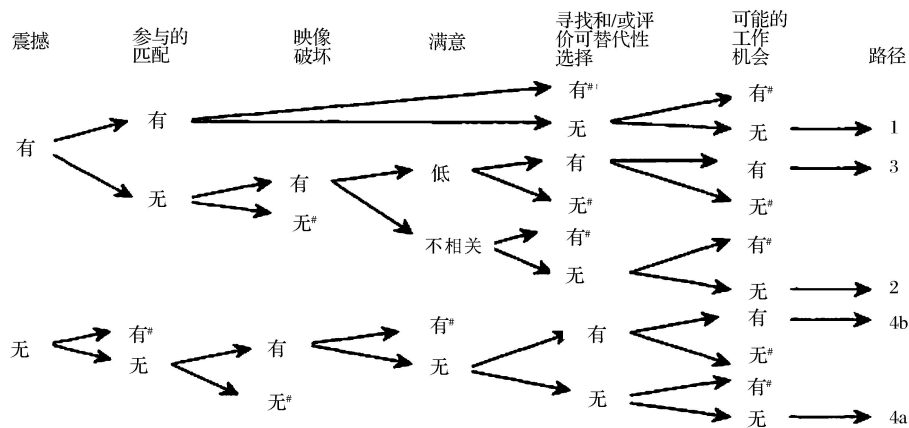 震撼
参与的
匹配
映像
破坏
满意
寻找和/或评
价可替代性
选择
可能的
工作
机会
路径
有#
有#
有
无
无 1
有
低
有
有 3
无
有
无#
无#
无#
不相关
有#
有#
无
无 2
有#
有#
有
有 4b
无
无
有
无
无#
无#
无
有#
无 4a